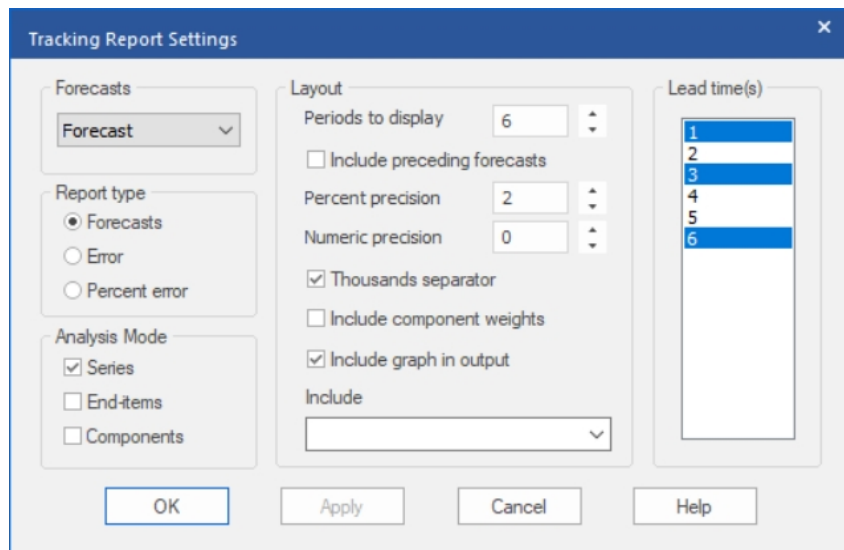 Tracking Report Settings
Forecasts
Forecast
Report type
Forecasts
Error
Percent error
Analysis Mode
Series
End-items
Components
Layout
Periods to display 6
Include preceding forecasts
Percent precision 2
Numeric precision 0
Thousands separator
Include component weights
Include graph in output
Include
Lead time(s)
1
2
3
4
5
6
OK Apply Cancel Help